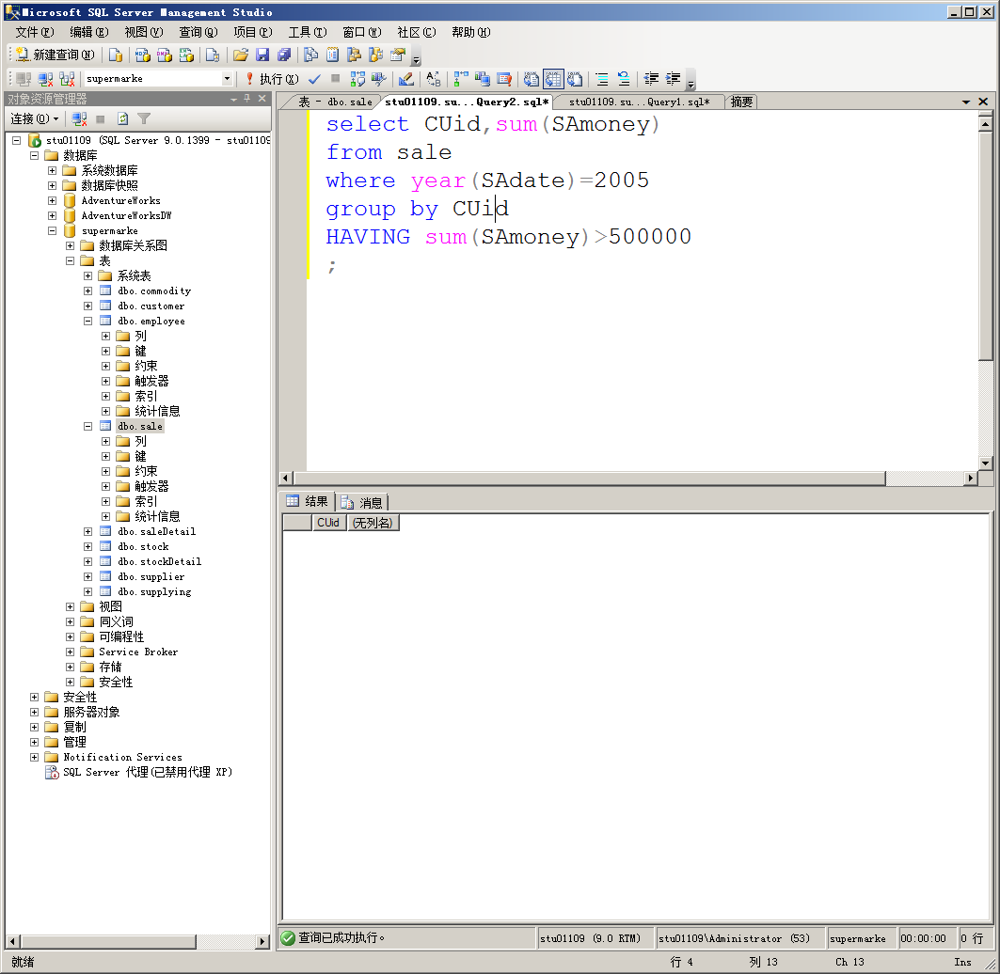 Microsoft SQL Server Management Studio
文件(F) 编辑(E) 视图(V) 查询(Q) 项目(P) 工具(T) 窗口(W) 社区(C) 帮助(H)
新建查询(N)
supermarke 执行(X)
对象资源管理器
连接(O)
stu01109 (SQL Server 9.0.1399 - stu01109
数据库
系统数据库
数据库快照
AdventureWorks
AdventureWorksDW
supermarke
数据库关系图
表
系统表
dbo.commodity
dbo.customer
dbo.employee
列
键
约束
触发器
索引
统计信息
dbo.sale
列
键
约束
触发器
索引
统计信息
dbo.saleDetail
dbo.stock
dbo.stockDetail
dbo.supplier
dbo.supplying
视图
同义词
可编程性
Service Broker
存储
安全性
安全性
服务器对象
复制
管理
Notification Services
SQL Server 代理(已禁用代理 XP)
表 - dbo.sale stu01109.su...Query2.sql* stu01109.su...Query1.sql* 摘要
select CUid,sum(SAmoney)
from sale
where year(SAdate)=2005
group by CUid
HAVING sum(SAmoney)>500000
;
结果 消息
CUid (无列名)
查询已成功执行。 stu01109 (9.0 RTM) stu01109\Administrator (53) supermarke 00:00:00 0 行
就绪 行 4 列 13 Ch 13 Ins